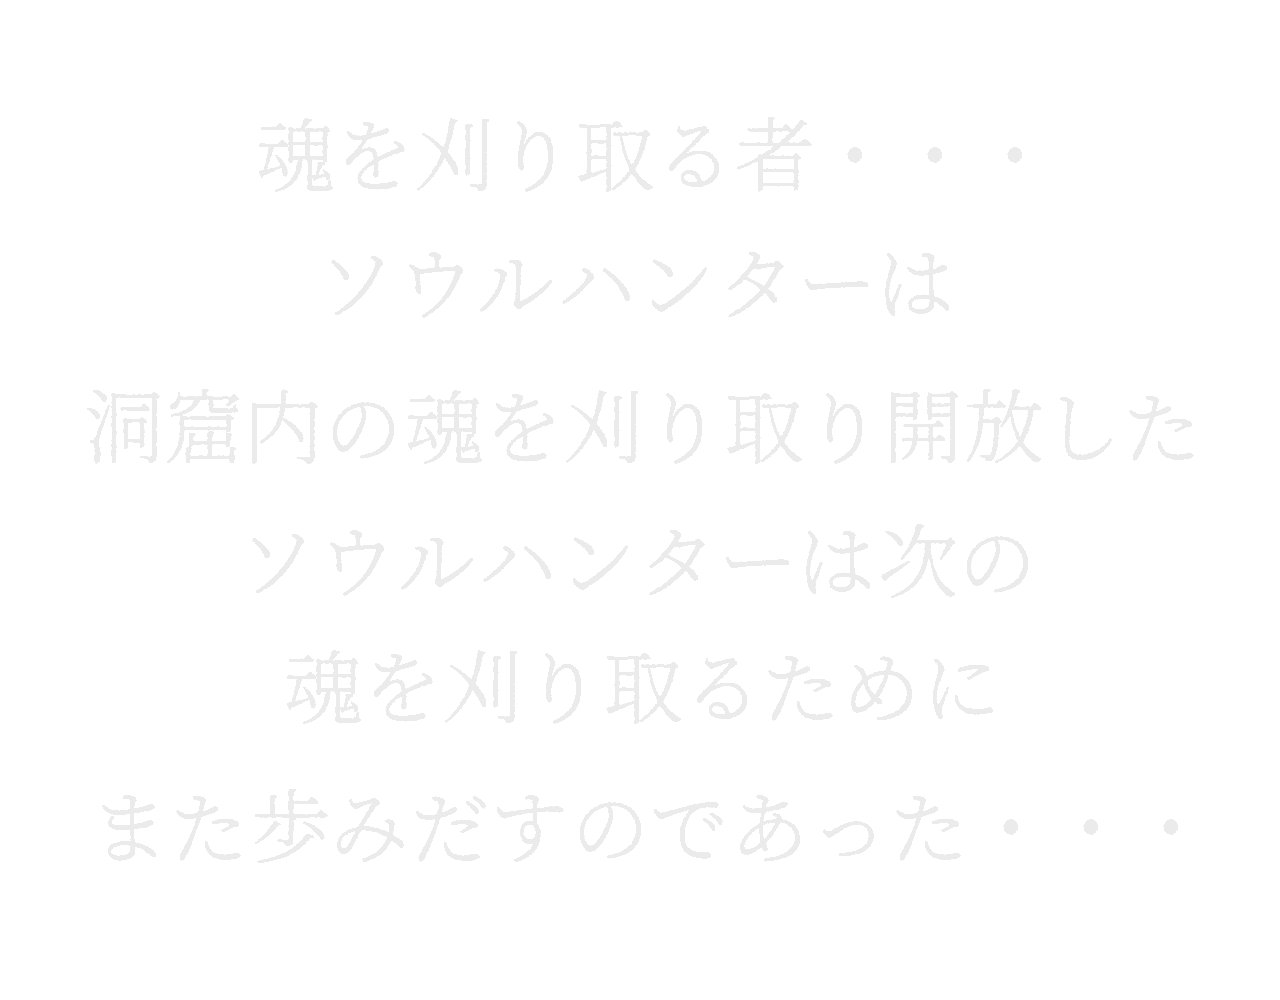 魂を刈り取る者・・・
ソウルハンターは
洞窟内の魂を刈り取り開放した
ソウルハンターは次の
魂を刈り取るために
また歩みだすのであった・・・